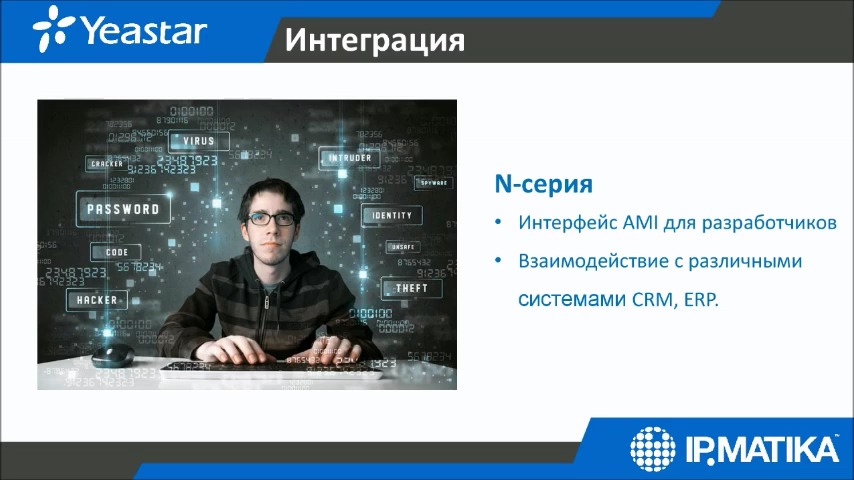 Yeastar
Интеграция
VIRUS
CRACKER
INTRUDER
SPYWARE
PASSWORD
IDENTITY
CODE
UNSAFE
HACKER
THEFT
N-серия
• Интерфейс AMI для разработчиков
• Взаимодействие с различными
системами CRM, ERP.
IP.MATIKA